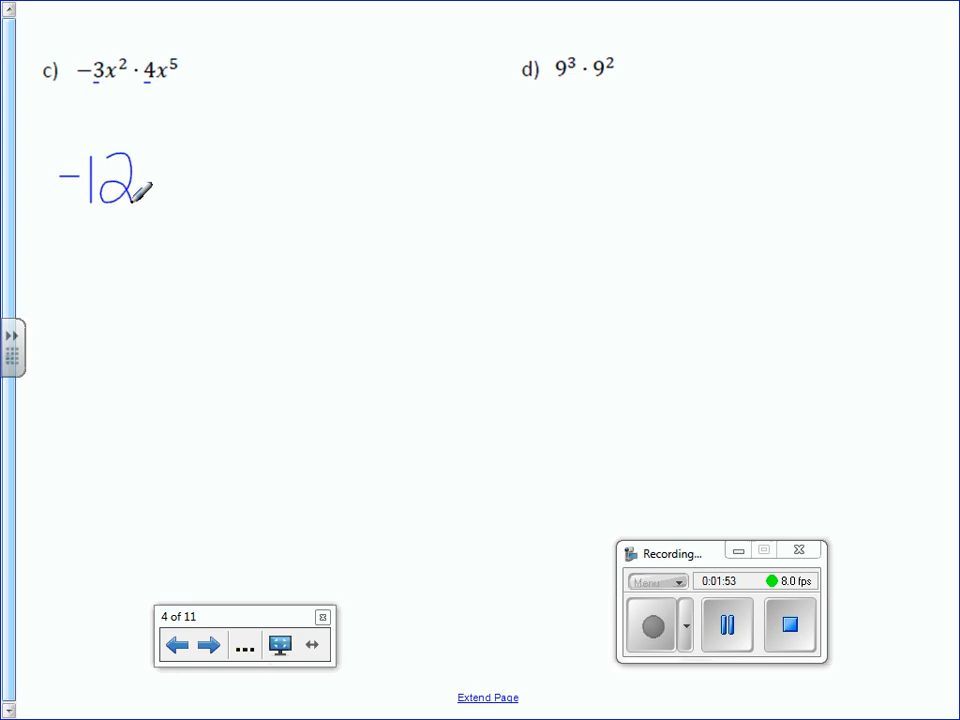 c) −3x² · 4x⁵
d) 9³ · 9²
-12
Recording...
Menu
0:01:53
8.0 fps
4 of 11
...
Extend Page